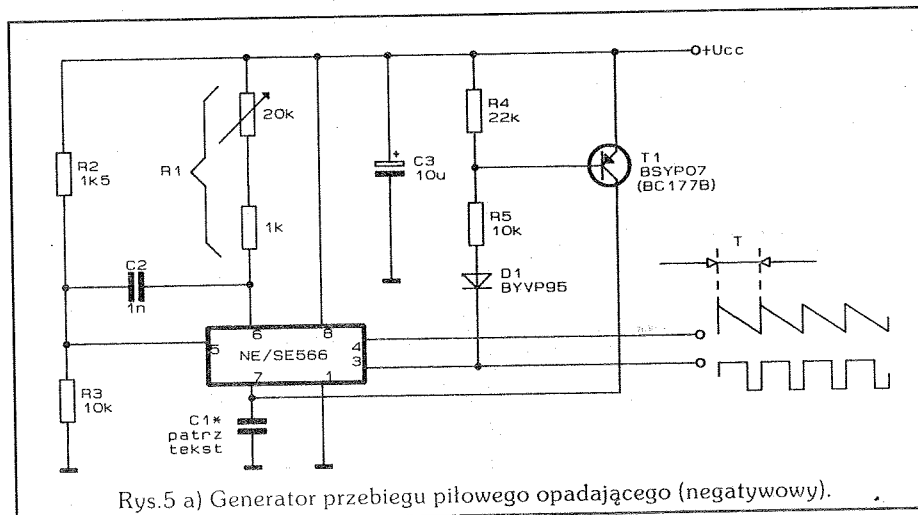 +Ucc
20k
R4
22k
R2
1k5
R1
C3
10u
+
T1
BSYP07
(BC177B)
1k
R5
10k
C2
1n
D1
BYVP95
T
6
8
5
NE/SE566
4
3
7
1
R3
10k
C1*
patrz
tekst
Rys.5 a) Generator przebiegu piłowego opadającego (negatywowy).